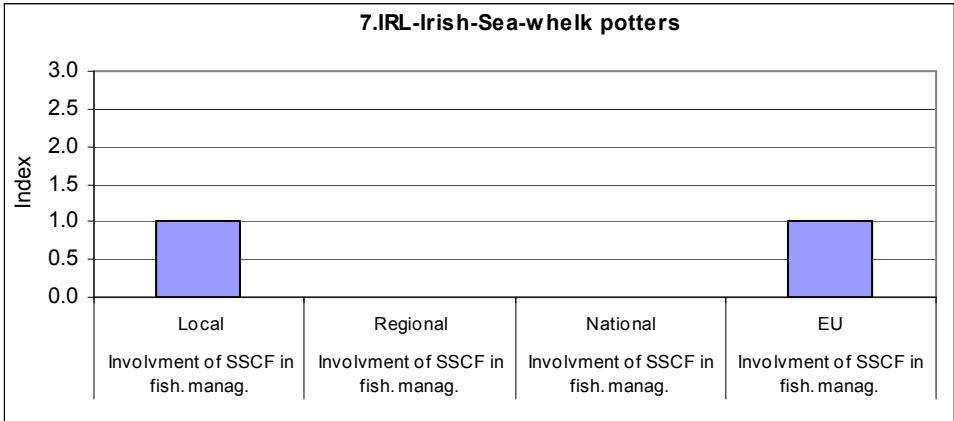 7.IRL-Irish-Sea-whelk potters
3.0
2.5
2.0
1.5
1.0
0.5
0.0
Index
Local Regional National EU
Involvment of SSCF in Involvment of SSCF in Involvment of SSCF in Involvment of SSCF in
fish. manag. fish. manag. fish. manag. fish. manag.